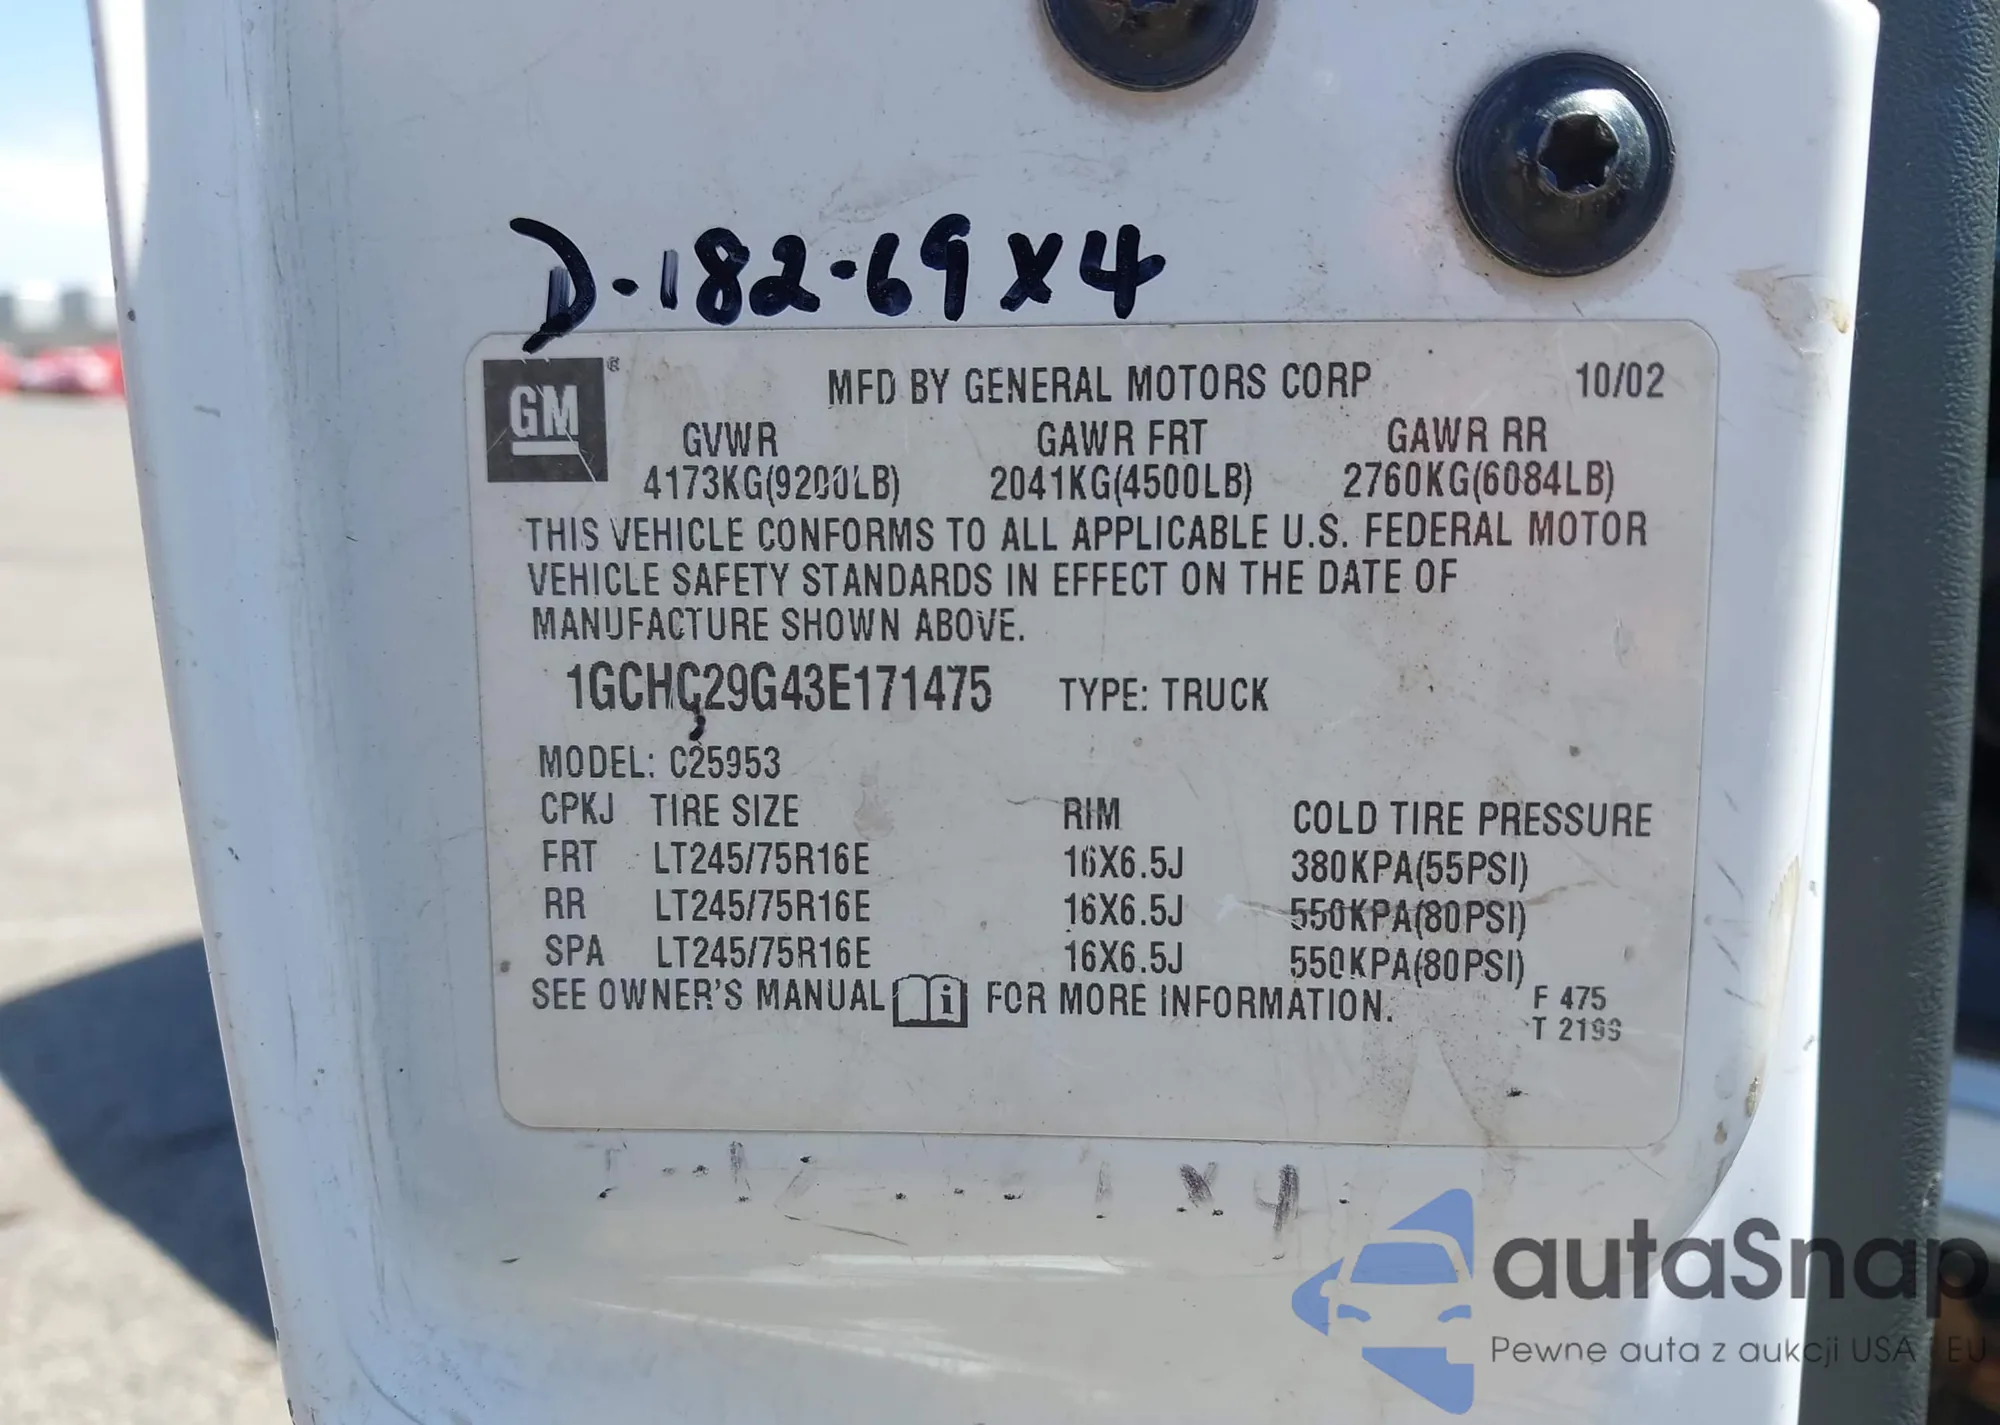 D-182-69x4
GM® MFD BY GENERAL MOTORS CORP 10/02
GVWR GAWR FRT GAWR RR
4173KG(9200LB) 2041KG(4500LB) 2760KG(6084LB)
THIS VEHICLE CONFORMS TO ALL APPLICABLE U.S. FEDERAL MOTOR
VEHICLE SAFETY STANDARDS IN EFFECT ON THE DATE OF
MANUFACTURE SHOWN ABOVE.
1GCHC29G43E171475 TYPE: TRUCK
MODEL: C25953
CPKJ TIRE SIZE RIM COLD TIRE PRESSURE
FRT LT245/75R16E 16X6.5J 380KPA(55PSI)
RR LT245/75R16E 16X6.5J 550KPA(80PSI)
SPA LT245/75R16E 16X6.5J 550KPA(80PSI)
SEE OWNER'S MANUAL i FOR MORE INFORMATION.
F 475
x4
autaSnap
Pewne auta z aukcji USA i EU